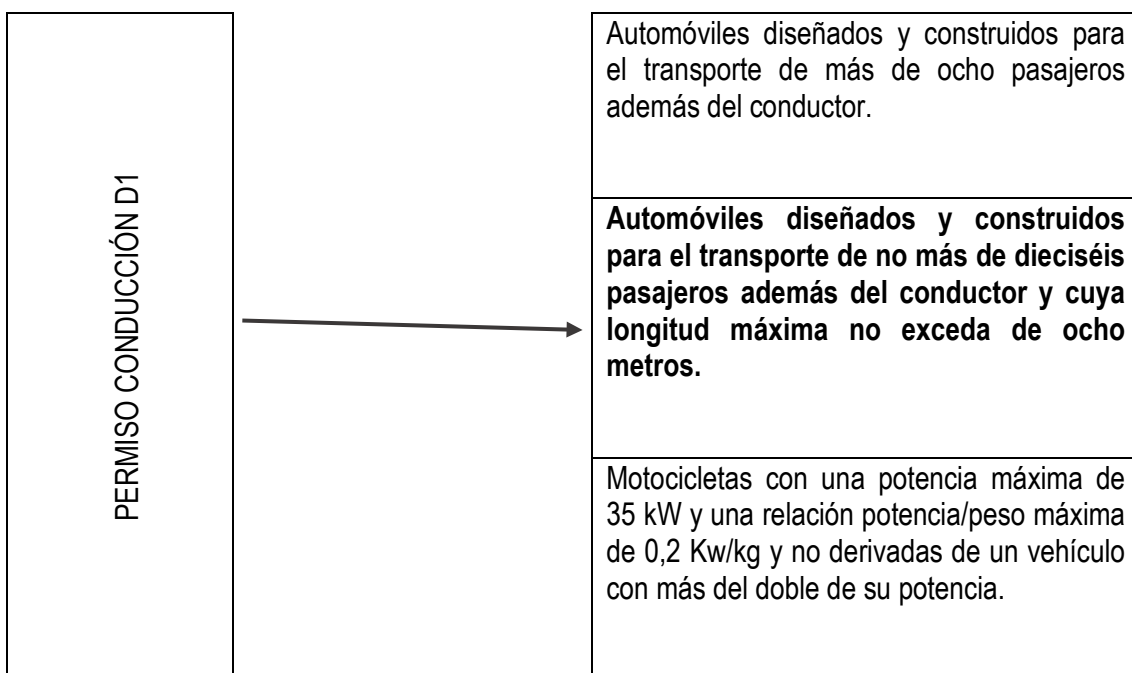 PERMISO CONDUCCIÓN D1
Automóviles diseñados y construidos para
el transporte de más de ocho pasajeros
además del conductor.
Automóviles diseñados y construidos
para el transporte de no más de dieciséis
pasajeros además del conductor y cuya
longitud máxima no exceda de ocho
metros.
Motocicletas con una potencia máxima de
35 kW y una relación potencia/peso máxima
de 0,2 Kw/kg y no derivadas de un vehículo
con más del doble de su potencia.